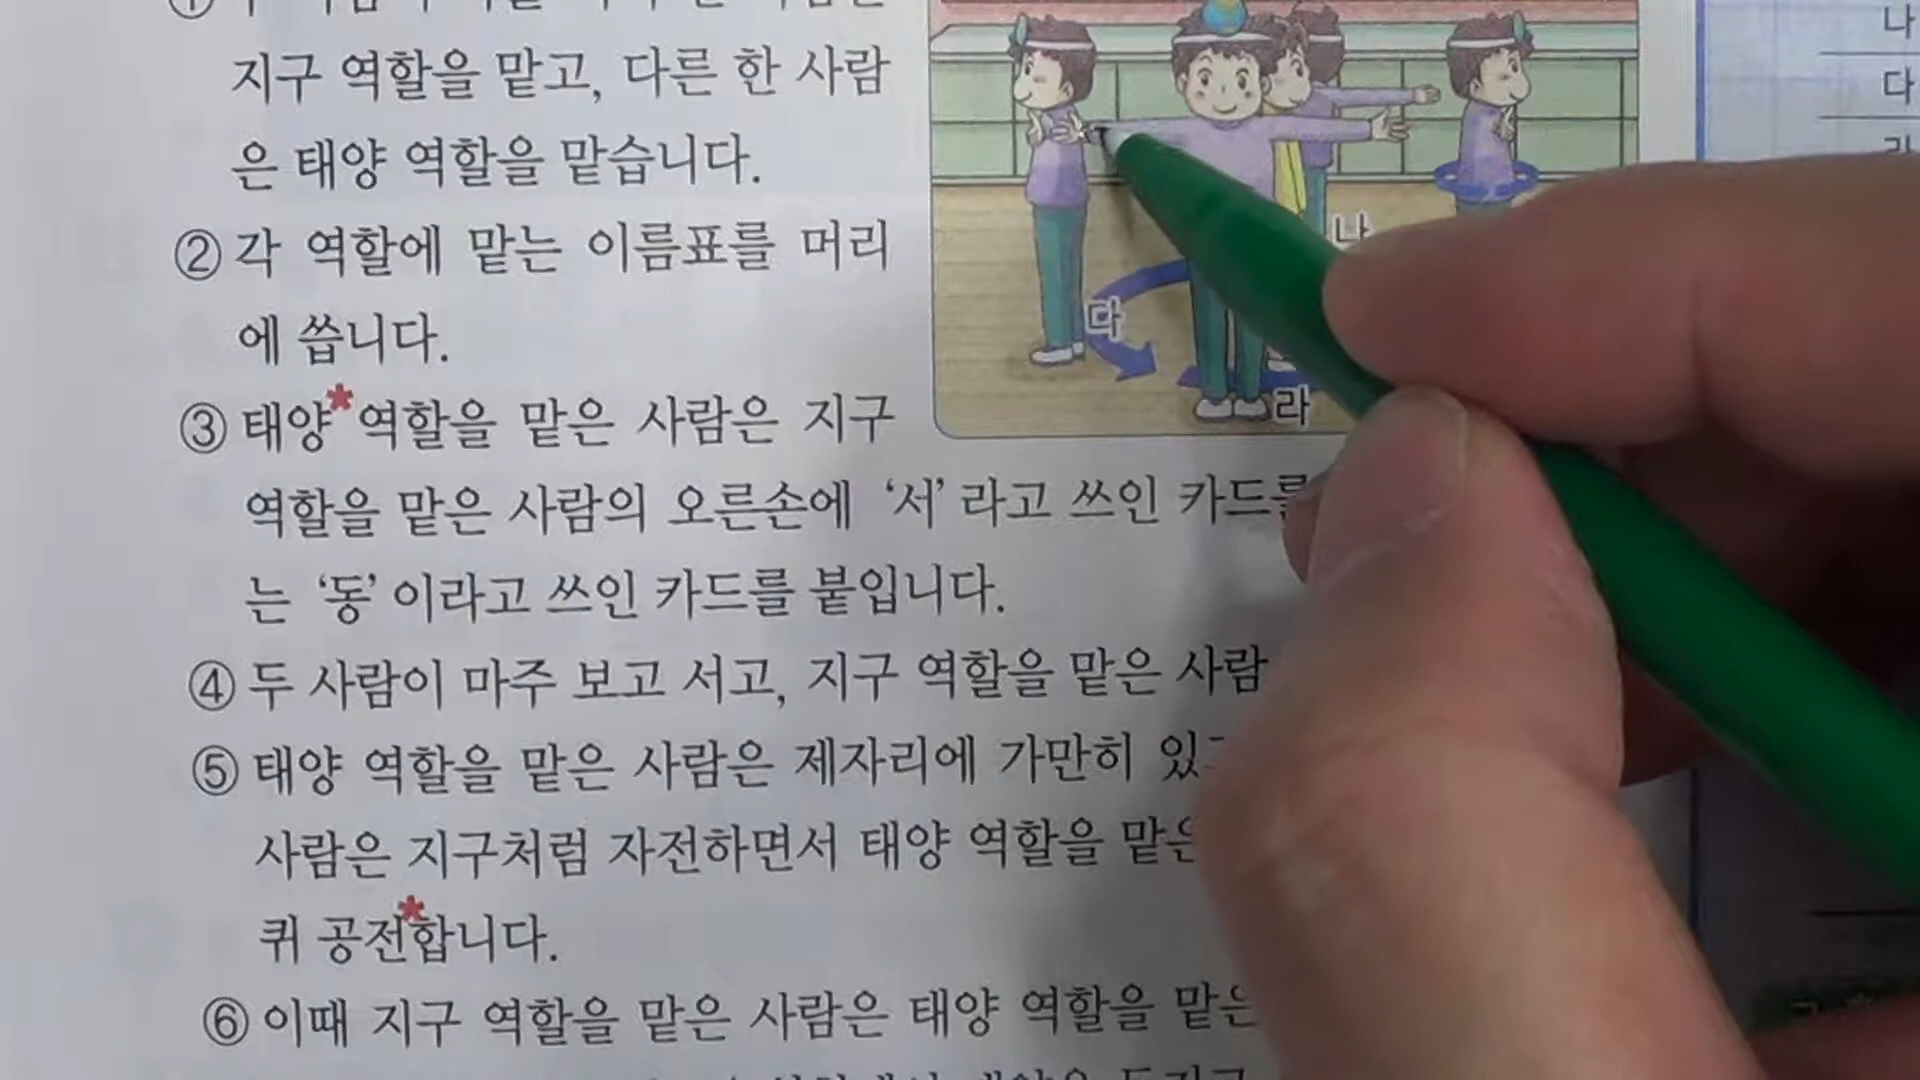 지구 역할을 맡고, 다른 한 사람
은 태양 역할을 맡습니다.
② 각 역할에 맡는 이름표를 머리
에 씁니다.
③ 태양* 역할을 맡은 사람은 지구
역할을 맡은 사람의 오른손에 ‘서’ 라고 쓰인 카드를
는 ‘동’ 이라고 쓰인 카드를 붙입니다.
④ 두 사람이 마주 보고 서고, 지구 역할을 맡은 사람
⑤ 태양 역할을 맡은 사람은 제자리에 가만히
사람은 지구처럼 자전하면서 태양 역할을 맡은
퀴 공전*합니다.
⑥ 이때 지구 역할을 맡은 사람은 태양 역할을 맡은
나
다
라
나
다